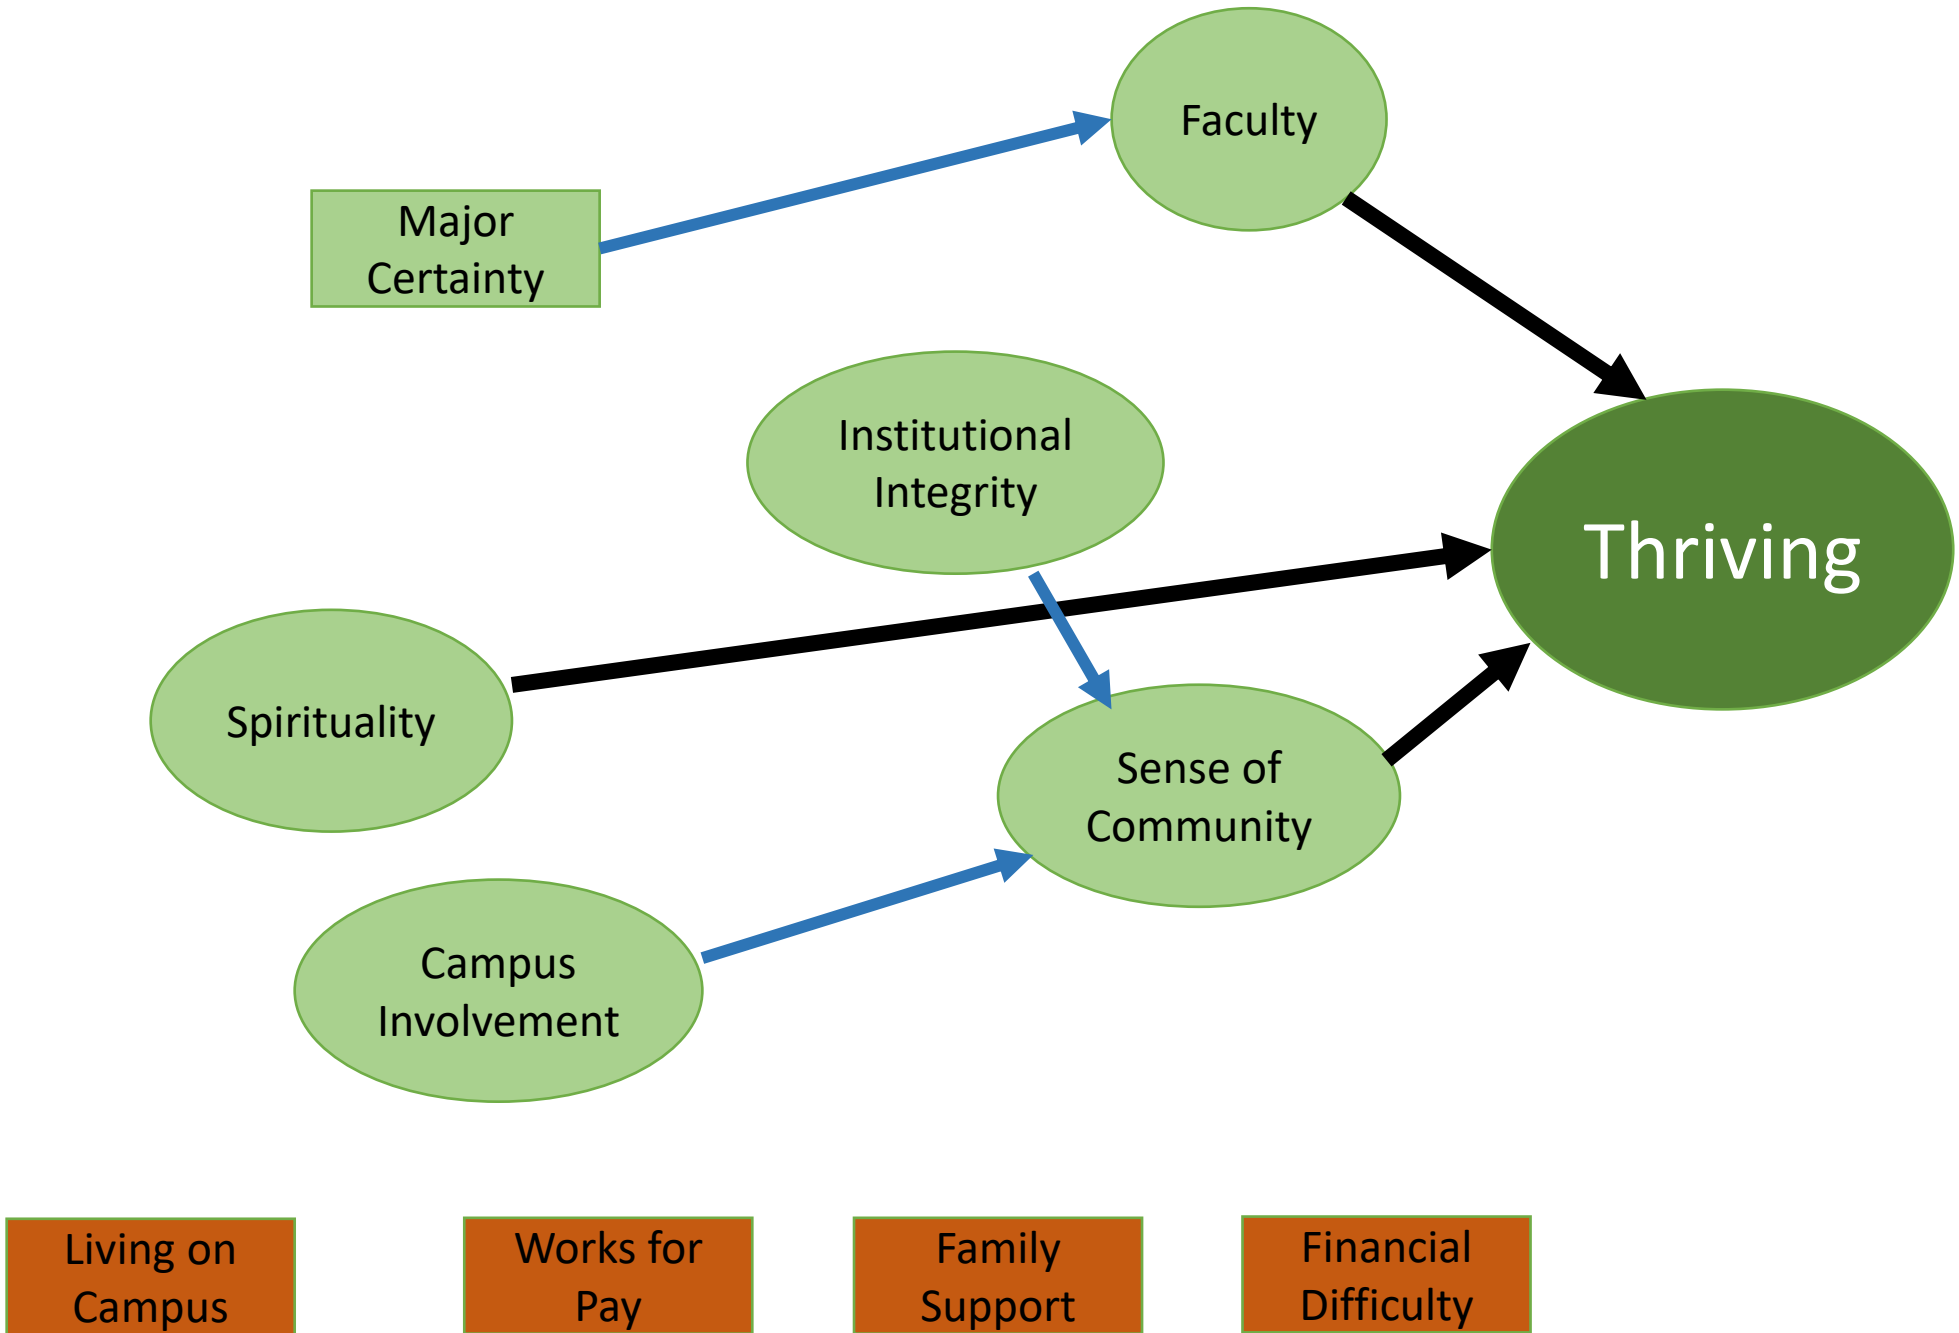 Faculty
Major
Certainty
Institutional
Integrity
Thriving
Spirituality
Sense of
Community
Campus
Involvement
Living on
Campus
Works for
Pay
Family
Support
Financial
Difficulty